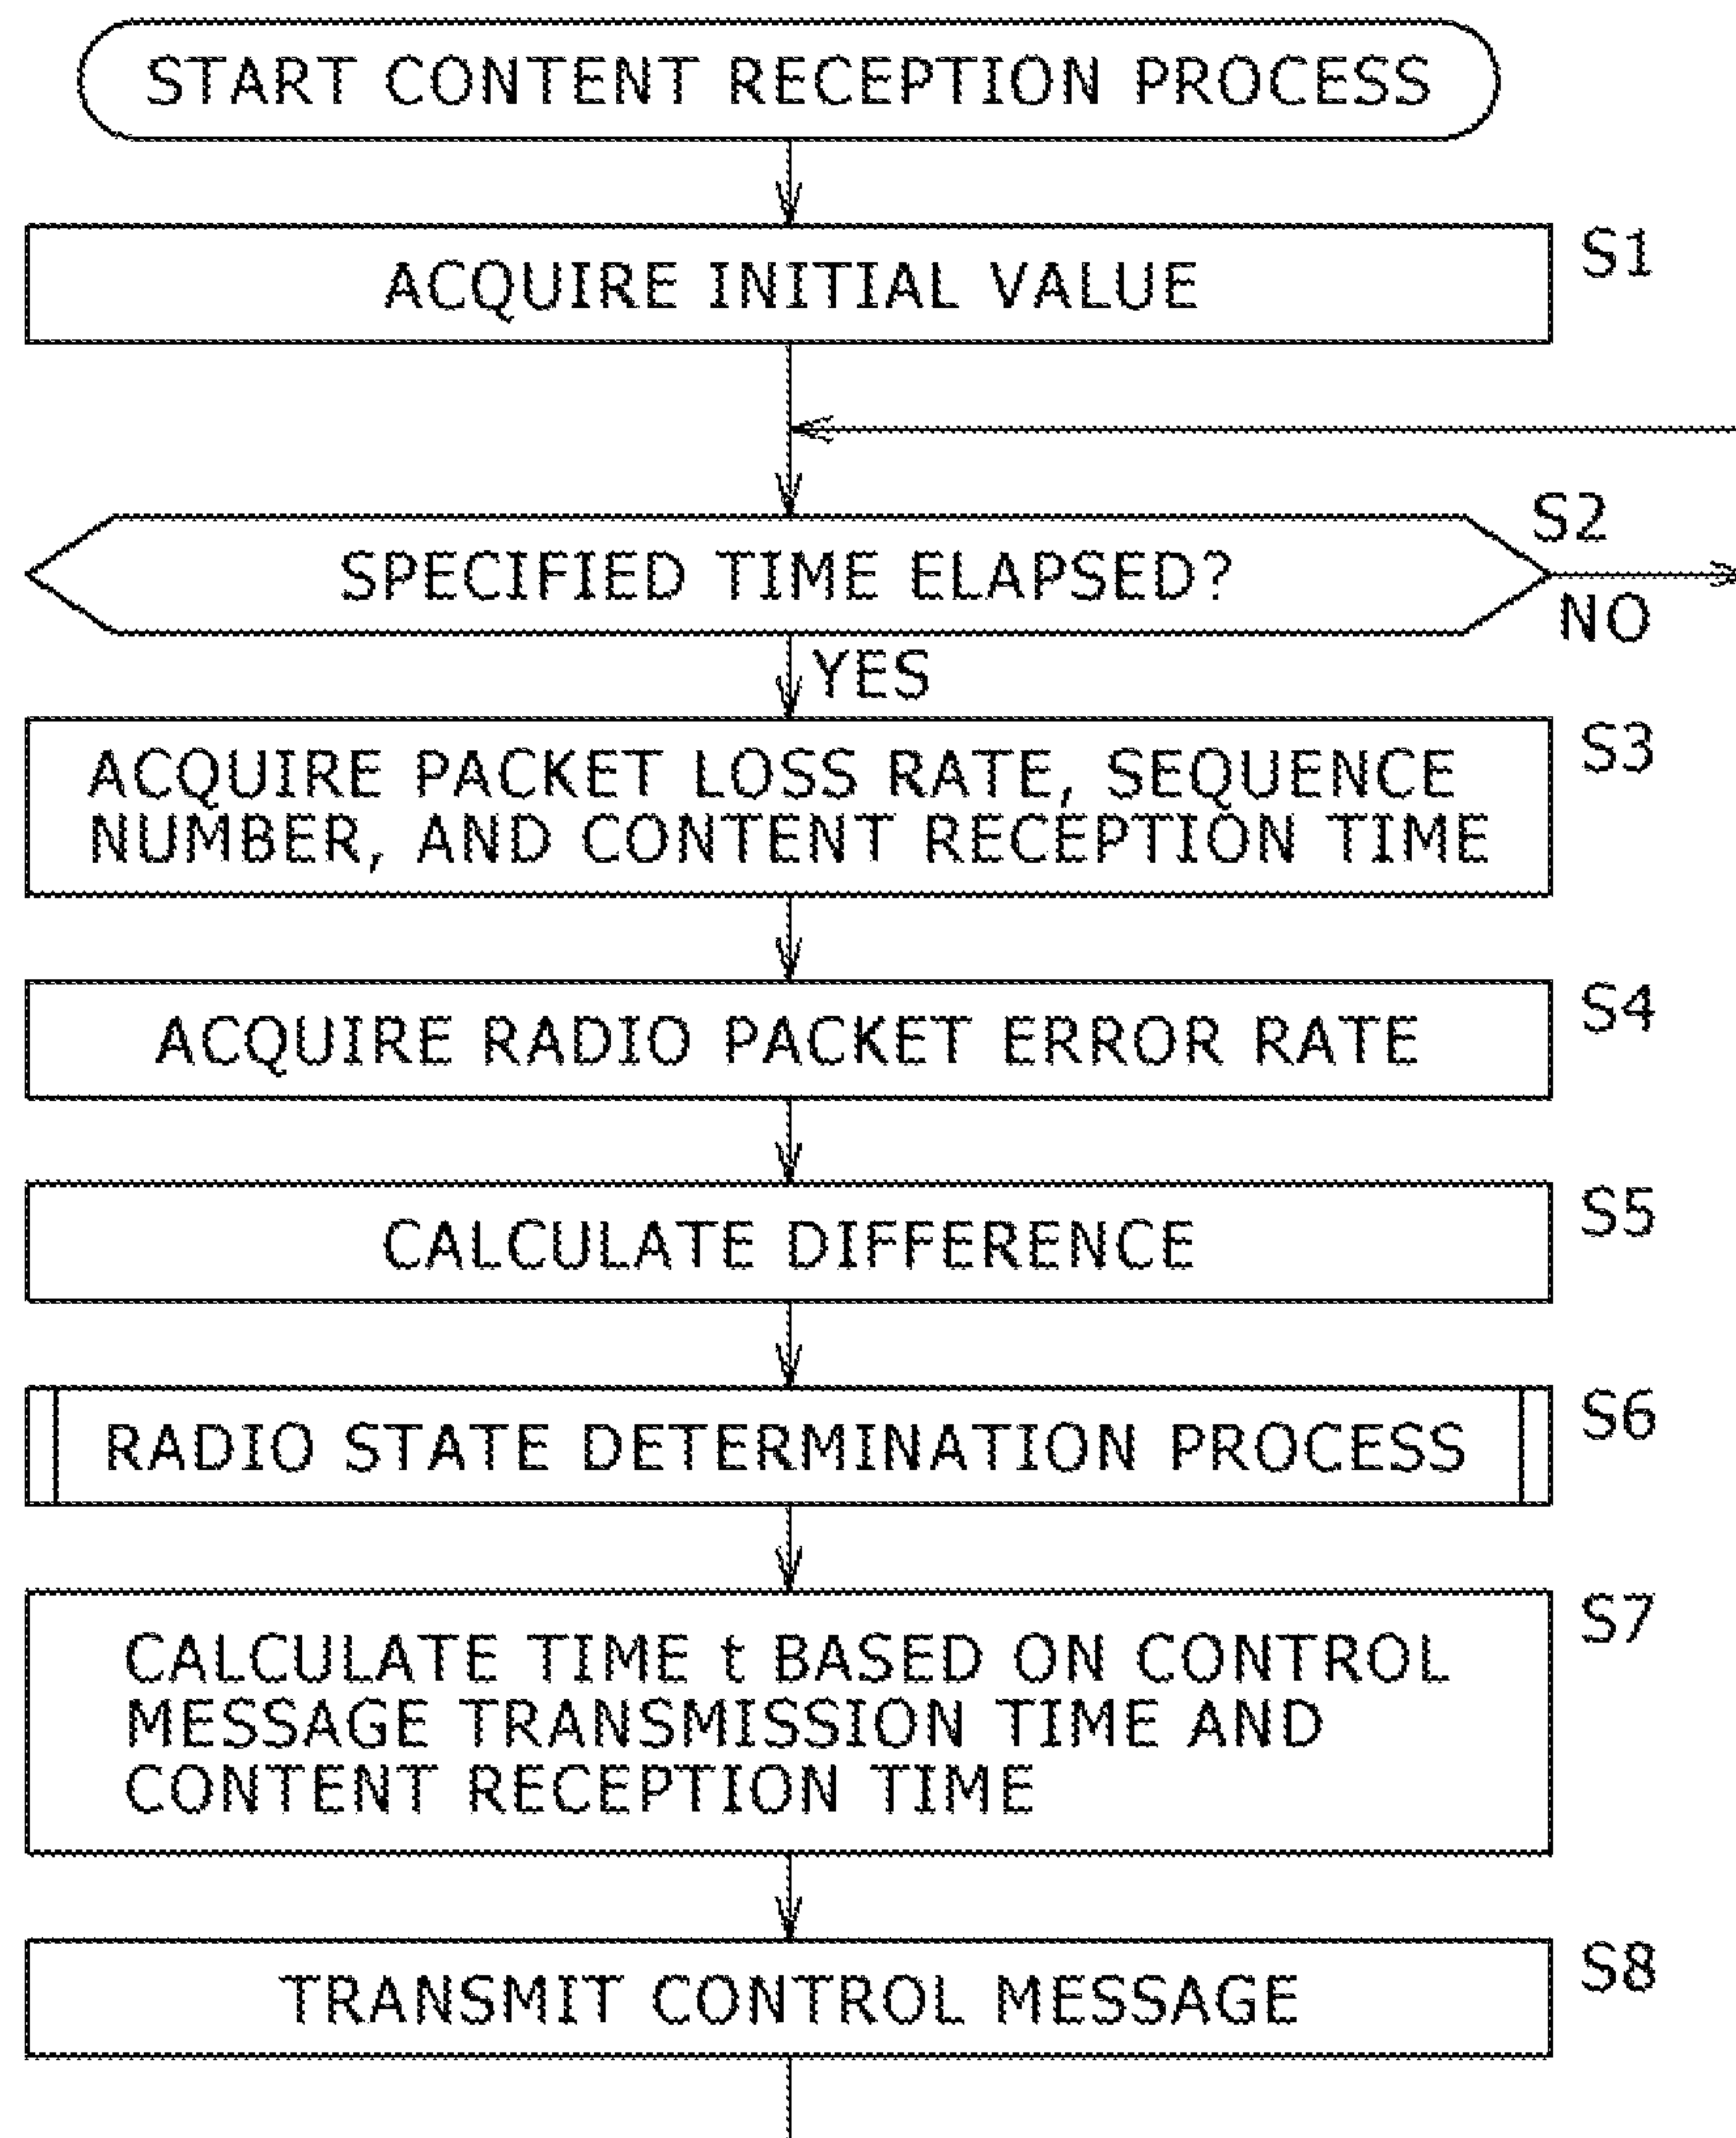 START CONTENT RECEPTION PROCESS
ACQUIRE INITIAL VALUE
S1
SPECIFIED TIME ELAPSED?
S2
NO
YES
ACQUIRE PACKET LOSS RATE, SEQUENCE
NUMBER, AND CONTENT RECEPTION TIME
S3
ACQUIRE RADIO PACKET ERROR RATE
S4
CALCULATE DIFFERENCE
S5
RADIO STATE DETERMINATION PROCESS
S6
CALCULATE TIME t BASED ON CONTROL
MESSAGE TRANSMISSION TIME AND
CONTENT RECEPTION TIME
S7
TRANSMIT CONTROL MESSAGE
S8